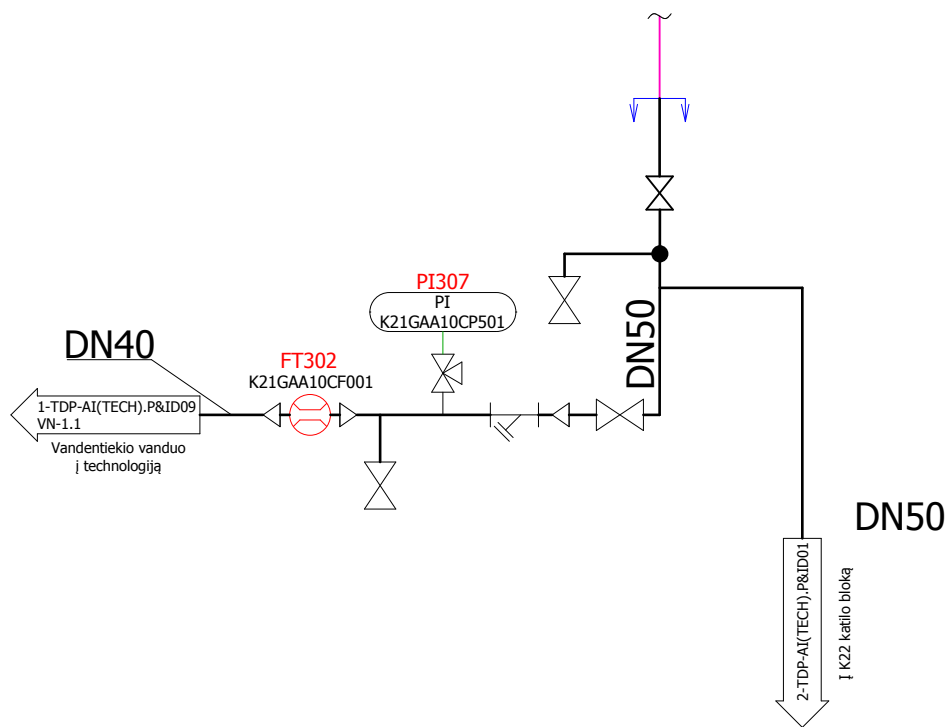 PI307
PI
K21GAA10CP501
DN40
FT302
K21GAA10CF001
DN50
1-TDP-AI(TECH).P&ID09
VN-1.1
Vandentiekio vanduo
į technologiją
DN50
2-TDP-AI(TECH).P&ID01
Į K22 katilo bloką